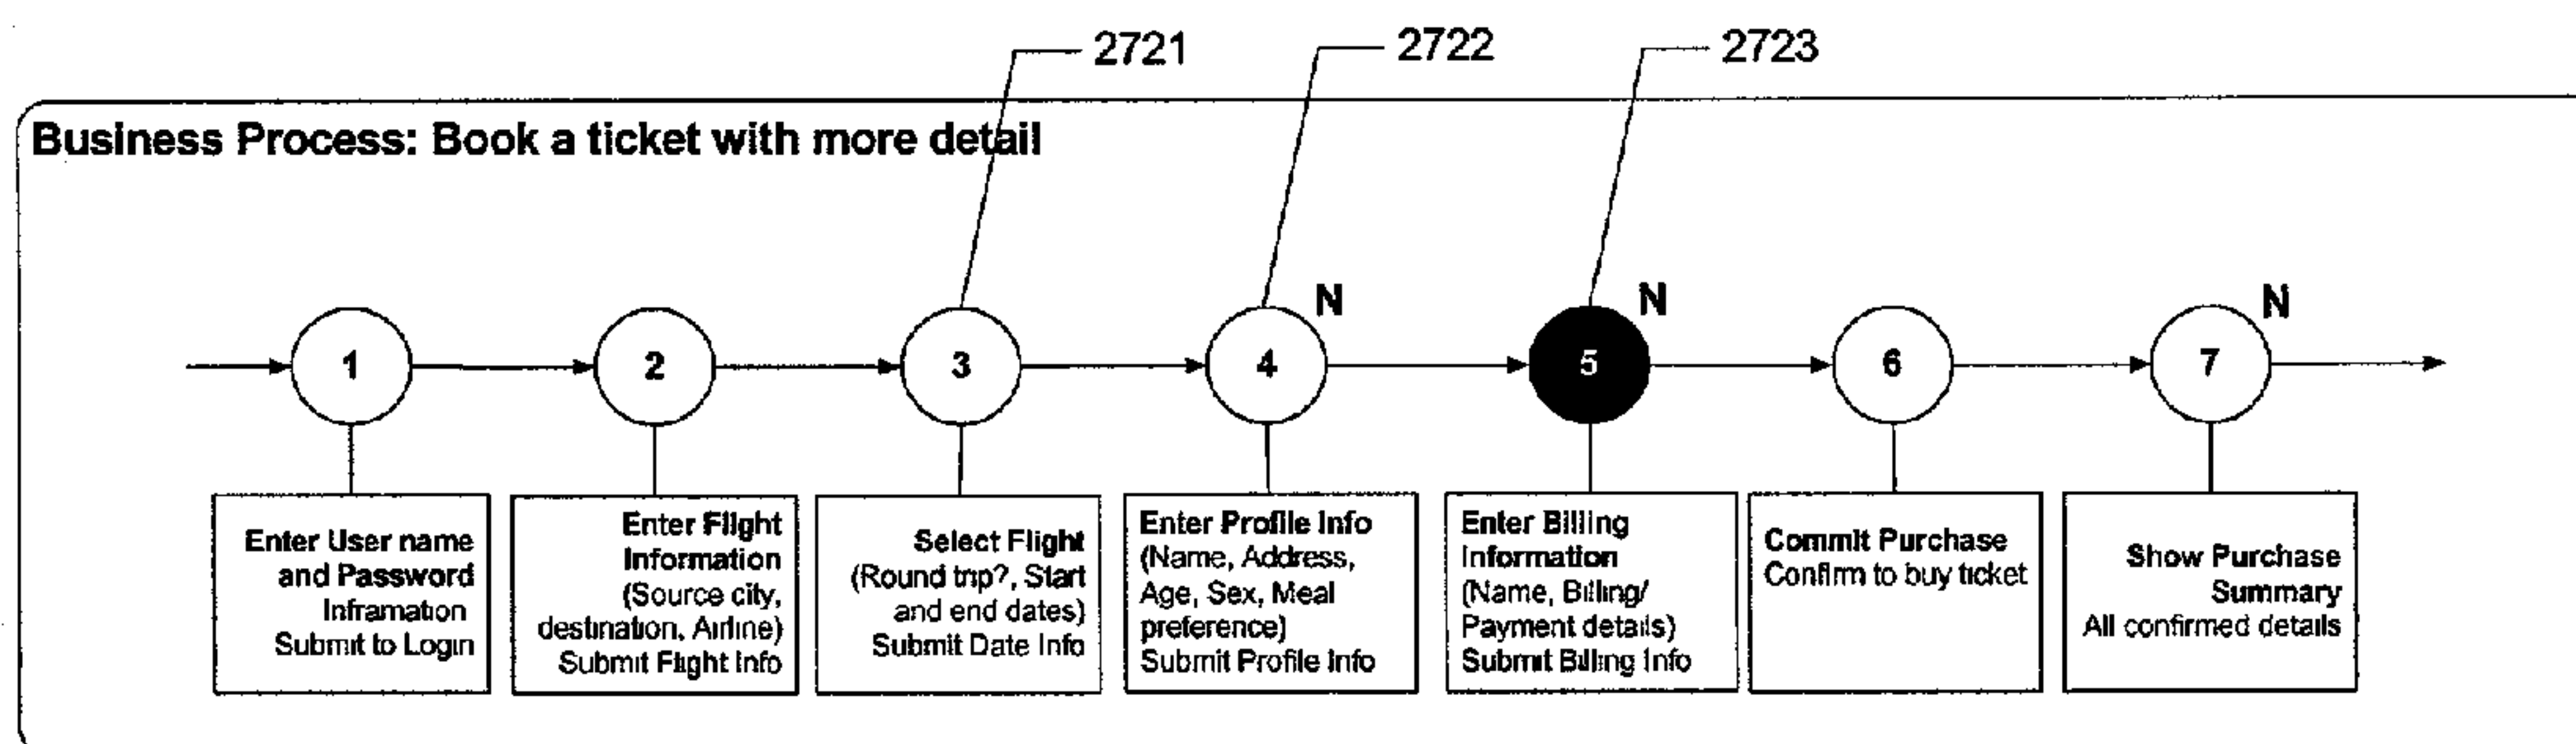 2721
2722
2723
Business Process: Book a ticket with more detail
N
N
N
1
2
3
4
5
6
7
Enter User name
and Password
Inframation
Submit to Login
Enter Flight
Information
(Source city,
destination, Airline)
Submit Flight Info
Select Flight
(Round trip?, Start
and end dates)
Submit Date Info
Enter Profile Info
(Name, Address,
Age, Sex, Meal
preference)
Submit Profile Info
Enter Billing
Information
(Name, Billing/
Payment details)
Submit Billing Info
Commit Purchase
Confirm to buy ticket
Show Purchase
Summary
All confirmed details